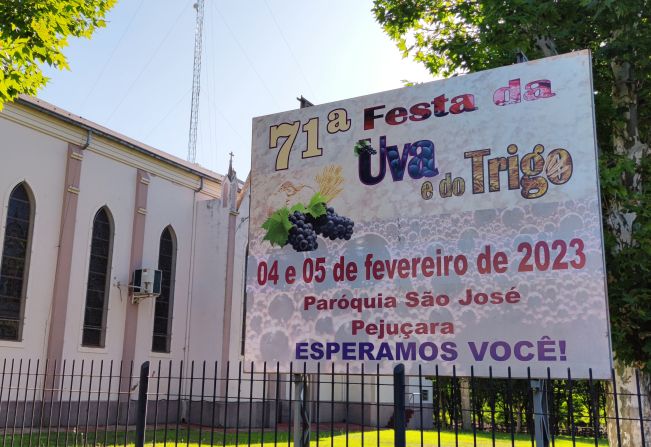 71ª Festa da
Uva e do Trigo
04 e 05 de fevereiro de 2023
Paróquia São José
Pejuçara
ESPERAMOS VOCÊ!